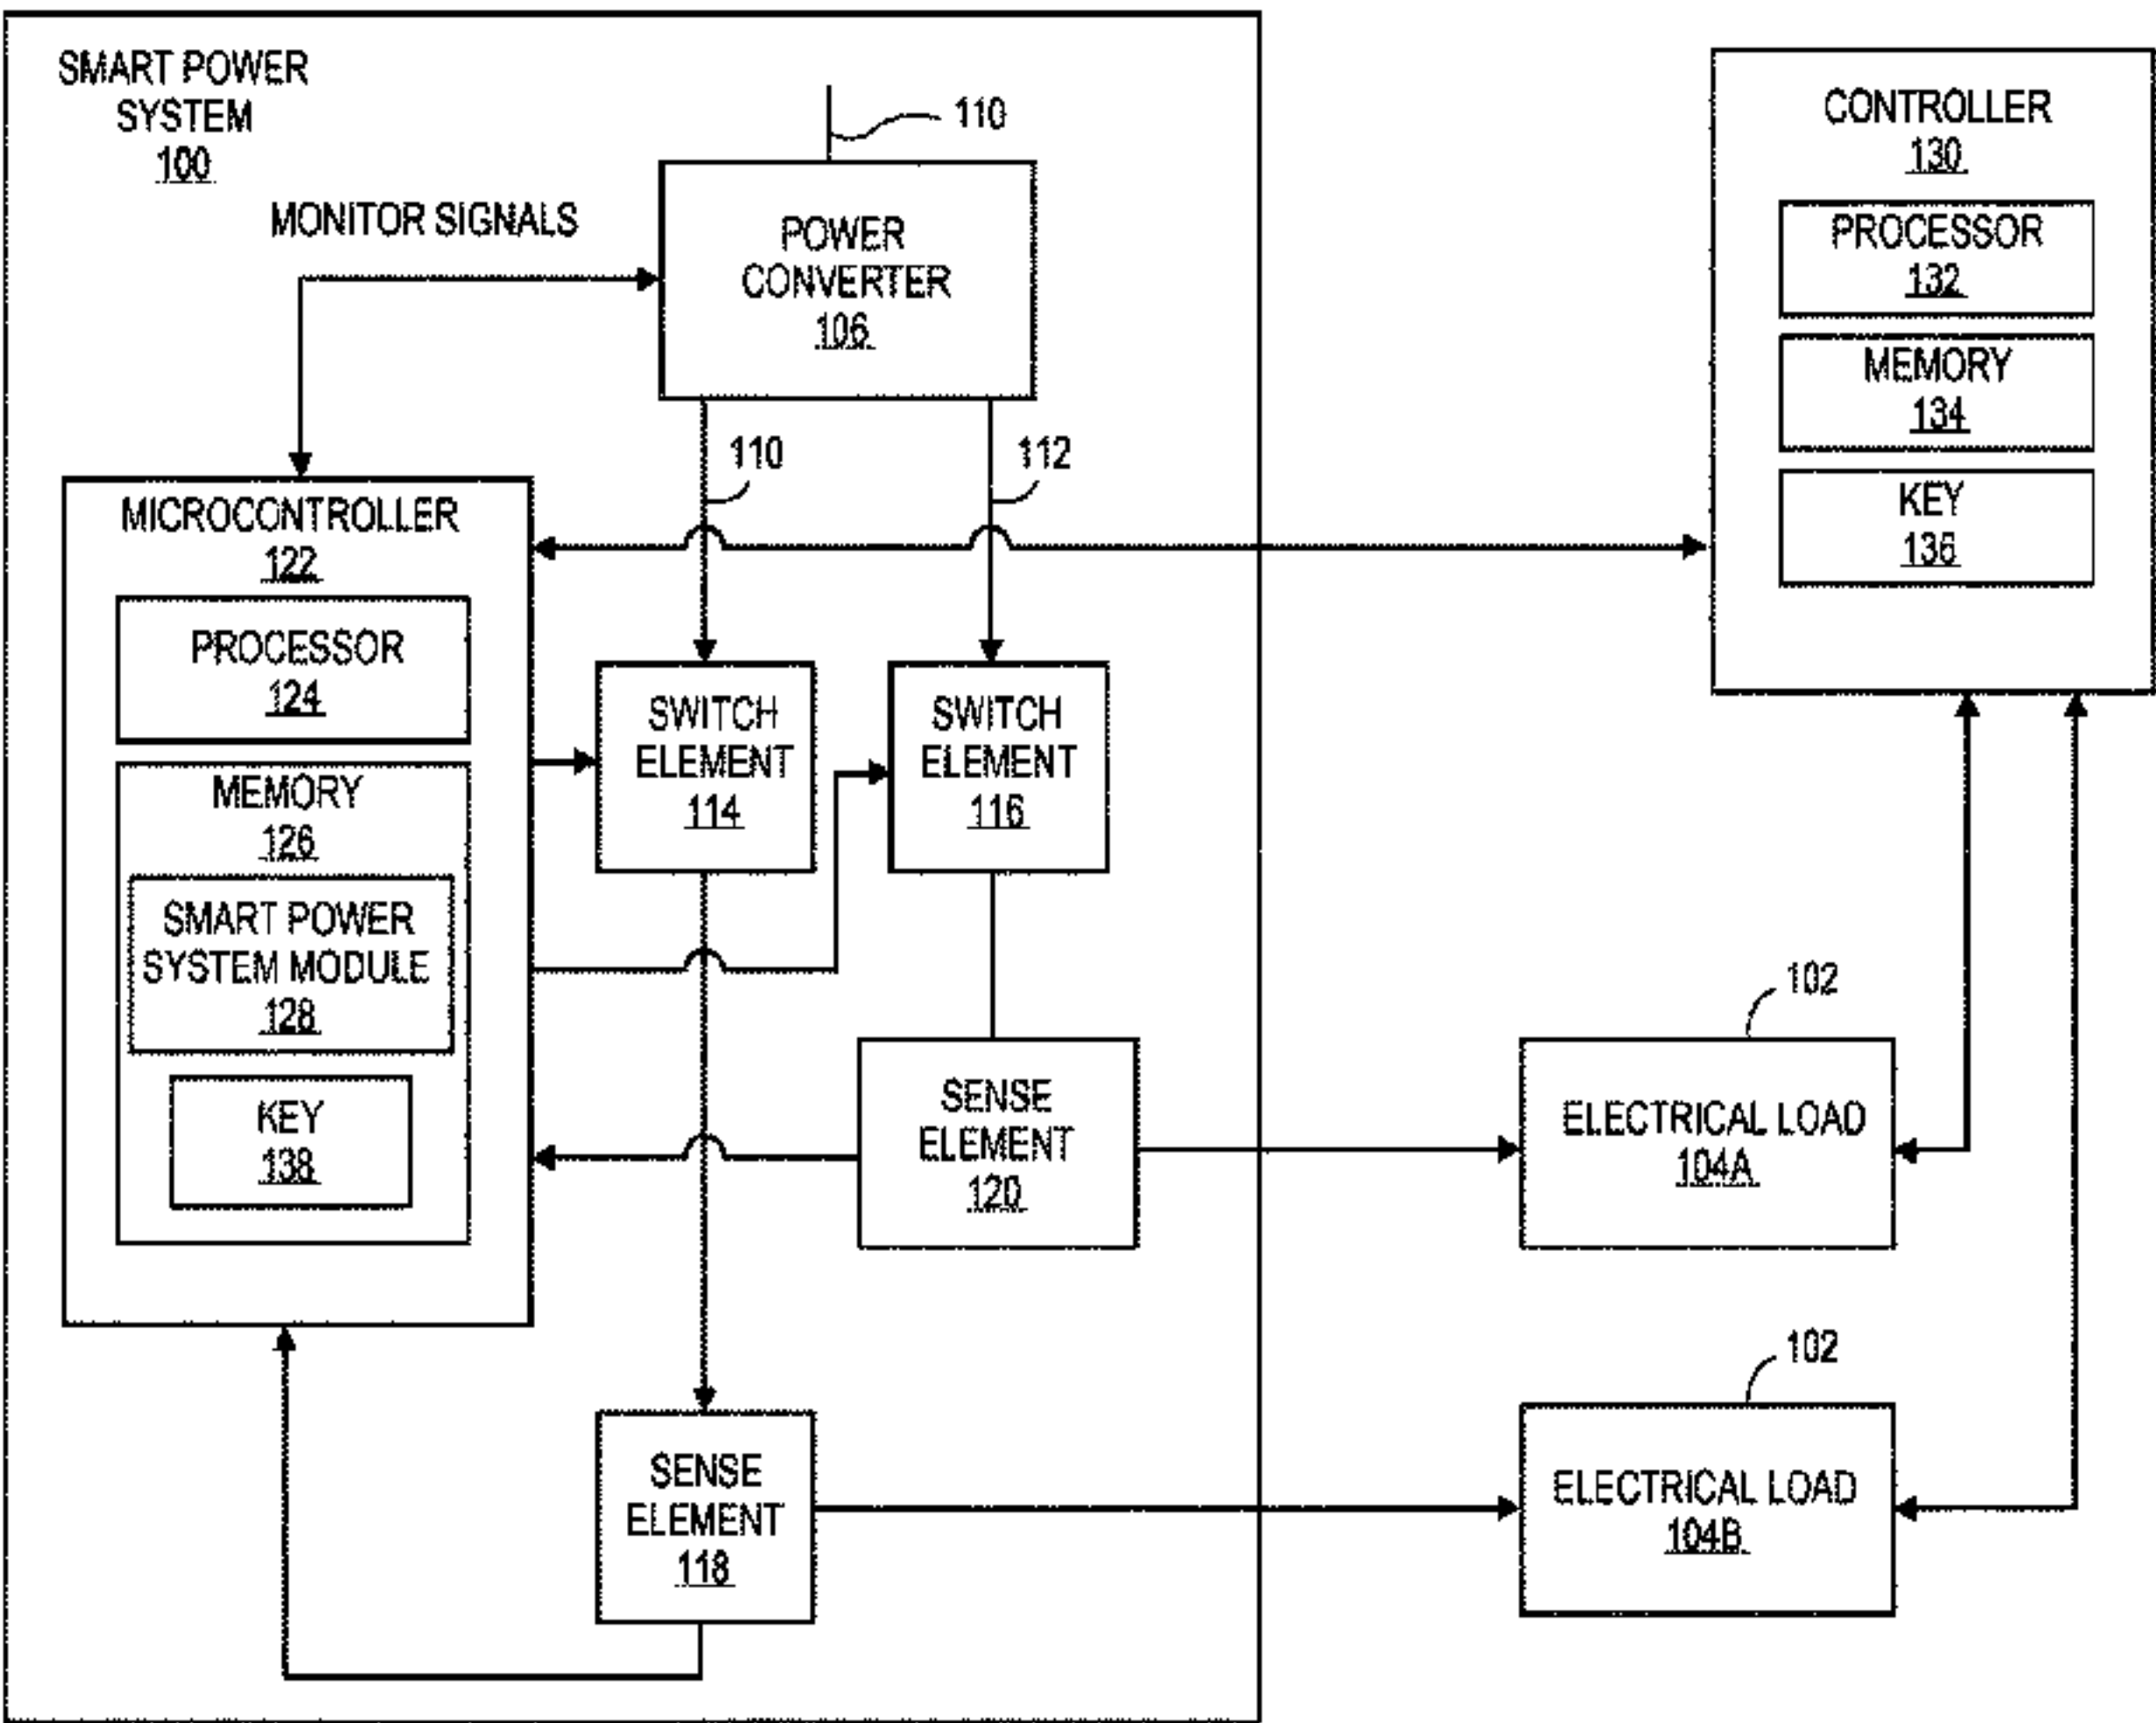 SMART POWER
SYSTEM
100
110
MONITOR SIGNALS
POWER
CONVERTER
106
CONTROLLER
130
PROCESSOR
132
MEMORY
134
KEY
136
110
112
MICROCONTROLLER
122
PROCESSOR
124
MEMORY
126
SMART POWER
SYSTEM MODULE
128
KEY
138
SWITCH
ELEMENT
114
SWITCH
ELEMENT
116
SENSE
ELEMENT
120
102
ELECTRICAL LOAD
104A
SENSE
ELEMENT
118
102
ELECTRICAL LOAD
104B